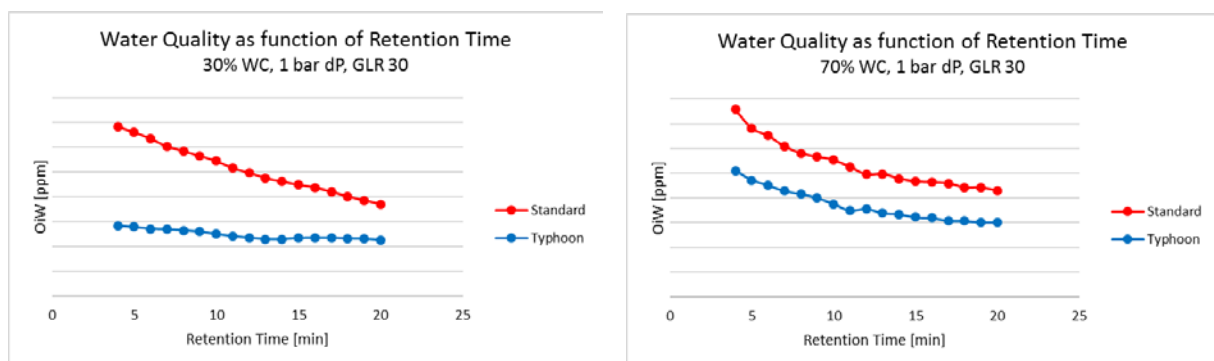 Water Quality as function of Retention Time
30% WC, 1 bar dP, GLR 30
OiW [ppm]
Standard
Typhoon
0 5 10 15 20 25
Retention Time [min]
Water Quality as function of Retention Time
70% WC, 1 bar dP, GLR 30
OiW [ppm]
Standard
Typhoon
0 5 10 15 20 25
Retention Time [min]